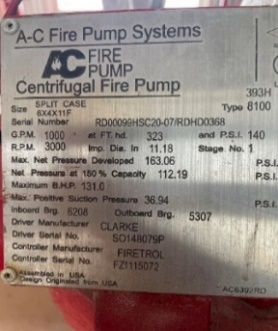 A-C Fire Pump Systems
AC FIRE PUMP
Centrifugal Fire Pump
393H
Size SPLIT CASE 6X4X11F Type 8100
Serial Number RD00099HSC20-07/RDHD0368
G.P.M. 1000 at FT. hd. 323 and P.S.I. 140
R.P.M. 3000 Imp. Dia. In 11.18 Stage No. 1
Max. Net Pressure Developed 163.06 P.S.I.
Net Pressure at 150 % Capacity 112.19 P.S.I.
Maximum B.H.P. 131.0
Max. Positive Suction Pressure 36.94 P.S.I.
Inboard Brg. 6208 Outboard Brg. 5307
Driver Manufacturer CLARKE
Driver Serial No. SO148079P
Controller Manufacturer FIRETROL
Controller Serial No. FZ1115072
Assembled in USA
Design Originated from USA
AC6392RD